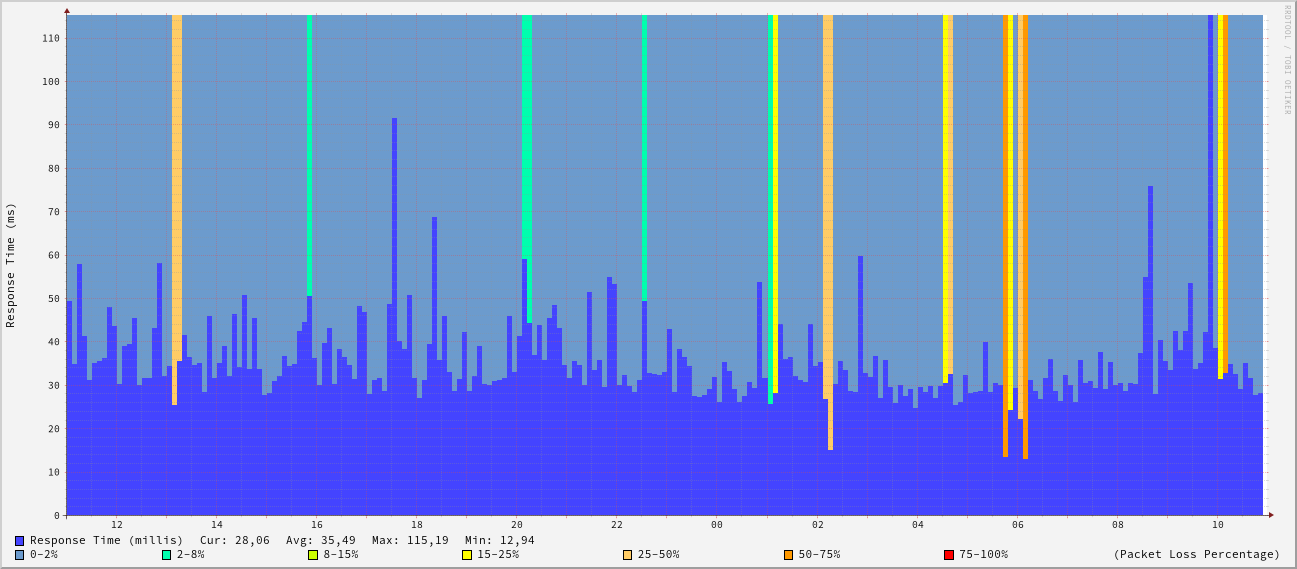 RRDTOOL / TOBI OETIKER
Response Time (ms)
110
100
90
80
70
60
50
40
30
20
10
0
12 14 16 18 20 22 00 02 04 06 08 10
Response Time (millis) Cur: 28,06 Avg: 35,49 Max: 115,19 Min: 12,94
0-2% 2-8% 8-15% 15-25% 25-50% 50-75% 75-100% (Packet Loss Percentage)